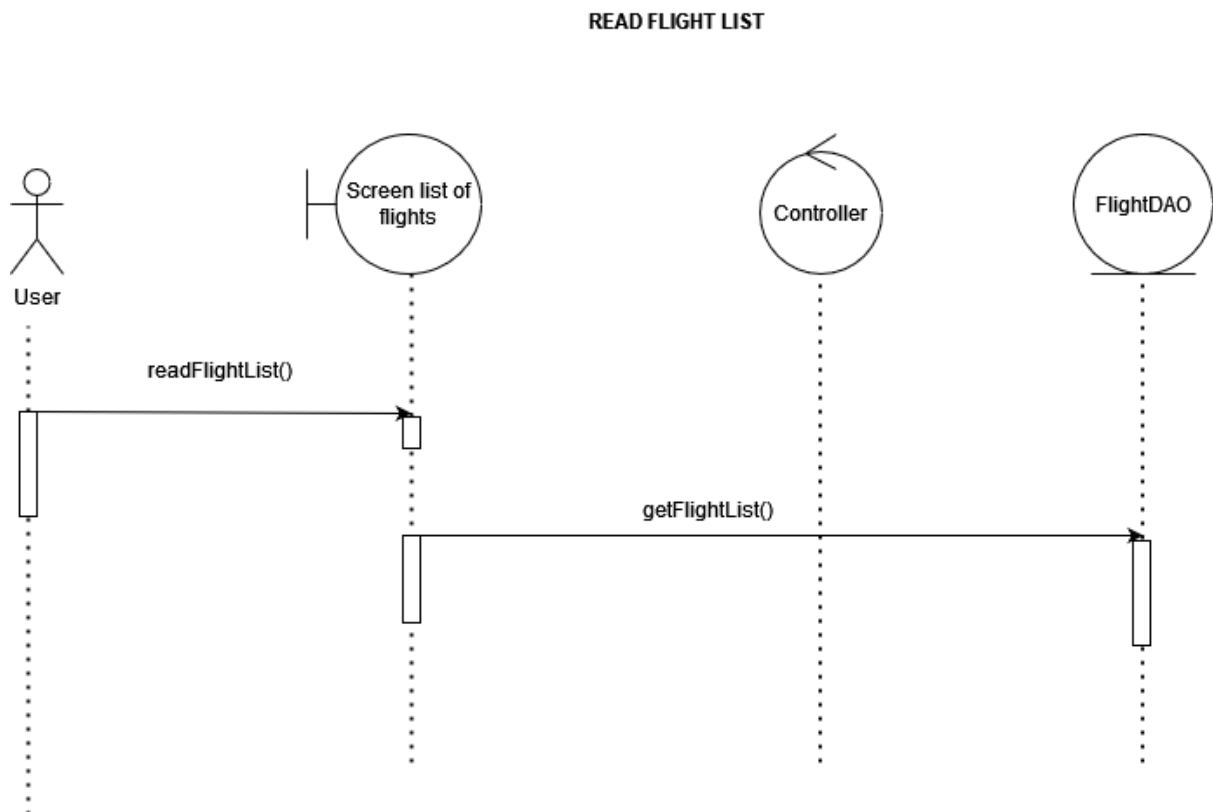 READ FLIGHT LIST
Screen list of
flights
Controller
FlightDAO
User
readFlightList()
getFlightList()